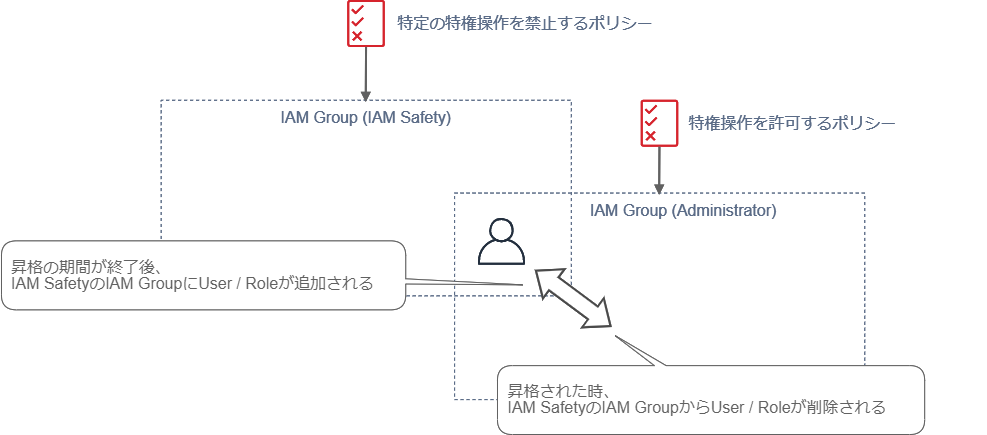 特定の特権操作を禁止するポリシー
IAM Group (IAM Safety)
特権操作を許可するポリシー
IAM Group (Administrator)
昇格の期間が終了後、
IAM SafetyのIAM GroupにUser / Roleが追加される
昇格された時、
IAM SafetyのIAM GroupからUser / Roleが削除される